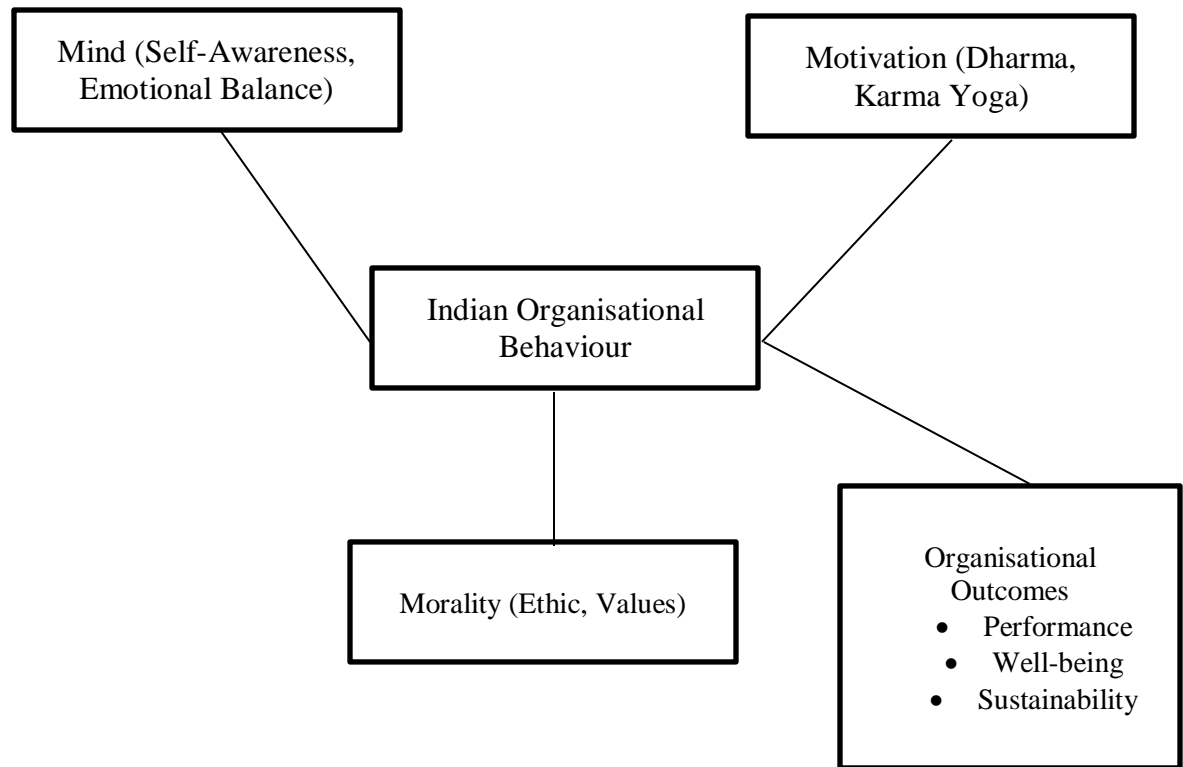 Mind (Self-Awareness,
Emotional Balance)
Motivation (Dharma,
Karma Yoga)
Indian Organisational
Behaviour
Morality (Ethic, Values)
Organisational
Outcomes
• Performance
• Well-being
• Sustainability